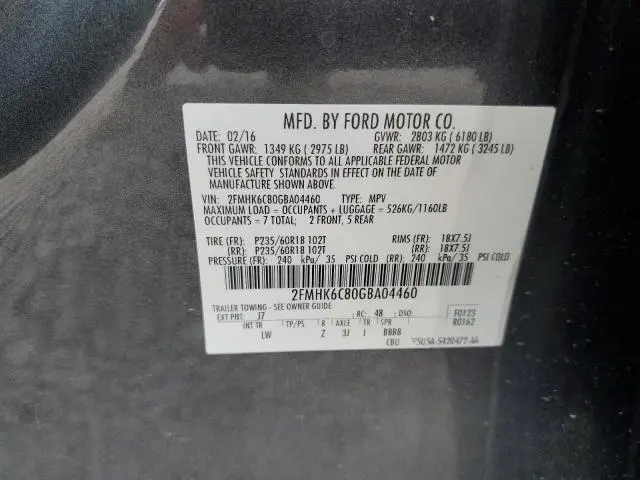 MFD. BY FORD MOTOR CO.
DATE: 02/16 GVWR: 2803 KG ( 6180 LB)
FRONT GAWR: 1349 KG ( 2975 LB) REAR GAWR: 1472 KG ( 3245 LB)
THIS VEHICLE CONFORMS TO ALL APPLICABLE FEDERAL MOTOR
VEHICLE SAFETY STANDARDS IN EFFECT ON THE DATE OF
MANUFACTURE SHOWN ABOVE.
VIN: 2FMHK6C80GBA04460 TYPE: MPV
MAXIMUM LOAD = OCCUPANTS + LUGGAGE = 526KG/1160LB
OCCUPANTS = 7 TOTAL; 2 FRONT, 5 REAR
TIRE (FR): P235/60R18 102T RIMS (FR): 18X7.5J
(RR): P235/60R18 102T (RR): 18X7.5J
PRESSURE (FR): 240 kPa/ 35 PSI COLD (RR): 240 kPa/ 35 PSI COLD
2FMHK6C80GBA04460
TRAILER TOWING - SEE OWNER GUIDE
EXT PNT: J7 RC: 48 DSO: F0123
INT TR TP/PS R AXLE TR SPR R0162
LW Z 3J J BBBB
CBU